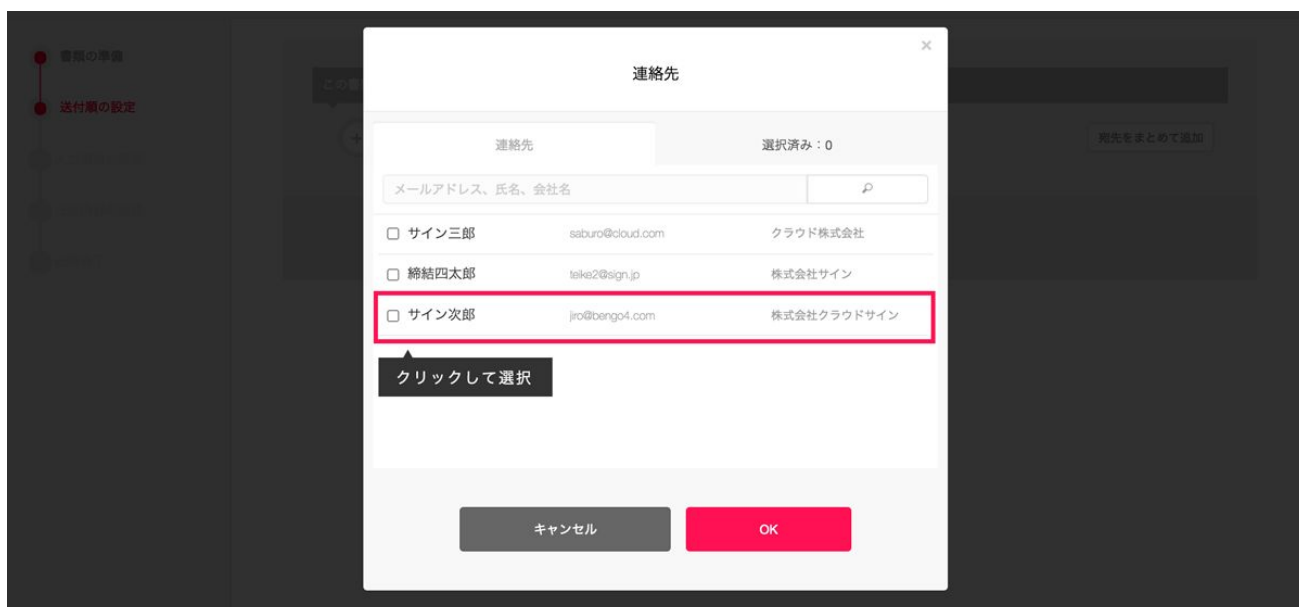 書類の準備
送付順の設定
この書
宛先をまとめて追加
×
連絡先
連絡先
選択済み：0
メールアドレス、氏名、会社名
サイン三郎 saburo@cloud.com クラウド株式会社
締結四太郎 teike2@sign.jp 株式会社サイン
サイン次郎 jiro@bengo4.com 株式会社クラウドサイン
クリックして選択
キャンセル
OK